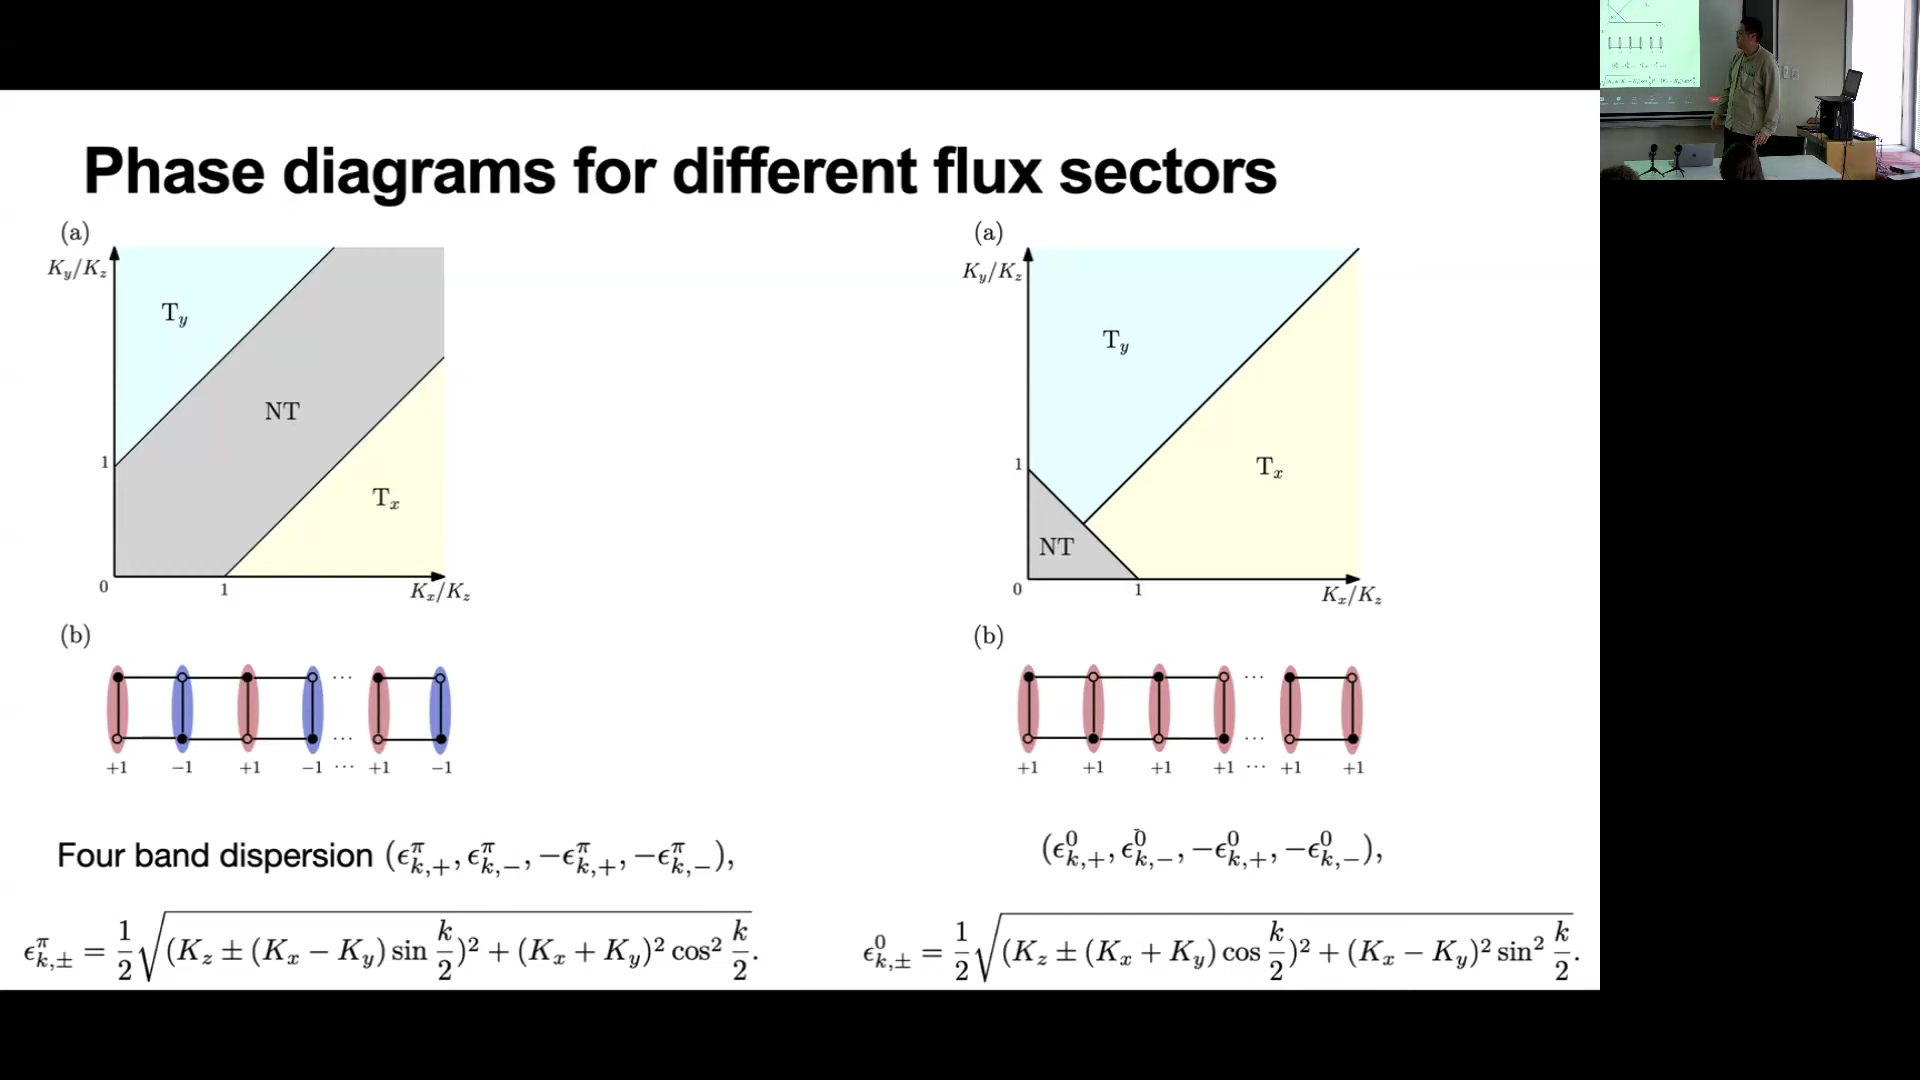 Phase diagrams for different flux sectors
(a)
K_y/K_z
T_y
NT
T_x
1
0
1
K_x/K_z
(b)
··· 
···
+1 −1 +1 −1 ··· +1 −1
Four band dispersion (ϵ^π_{k,+}, ϵ^π_{k,−}, −ϵ^π_{k,+}, −ϵ^π_{k,−}),
ϵ^π_{k,±} = 1/2 √((K_z ± (K_x − K_y) sin k/2)² + (K_x + K_y)² cos² k/2).
(a)
K_y/K_z
T_y
T_x
NT
1
0
1
K_x/K_z
(b)
···
···
+1 +1 +1 +1 ··· +1 +1
(ϵ^0_{k,+}, ϵ^0_{k,−}, −ϵ^0_{k,+}, −ϵ^0_{k,−}),
ϵ^0_{k,±} = 1/2 √((K_z ± (K_x + K_y) cos k/2)² + (K_x − K_y)² sin² k/2).